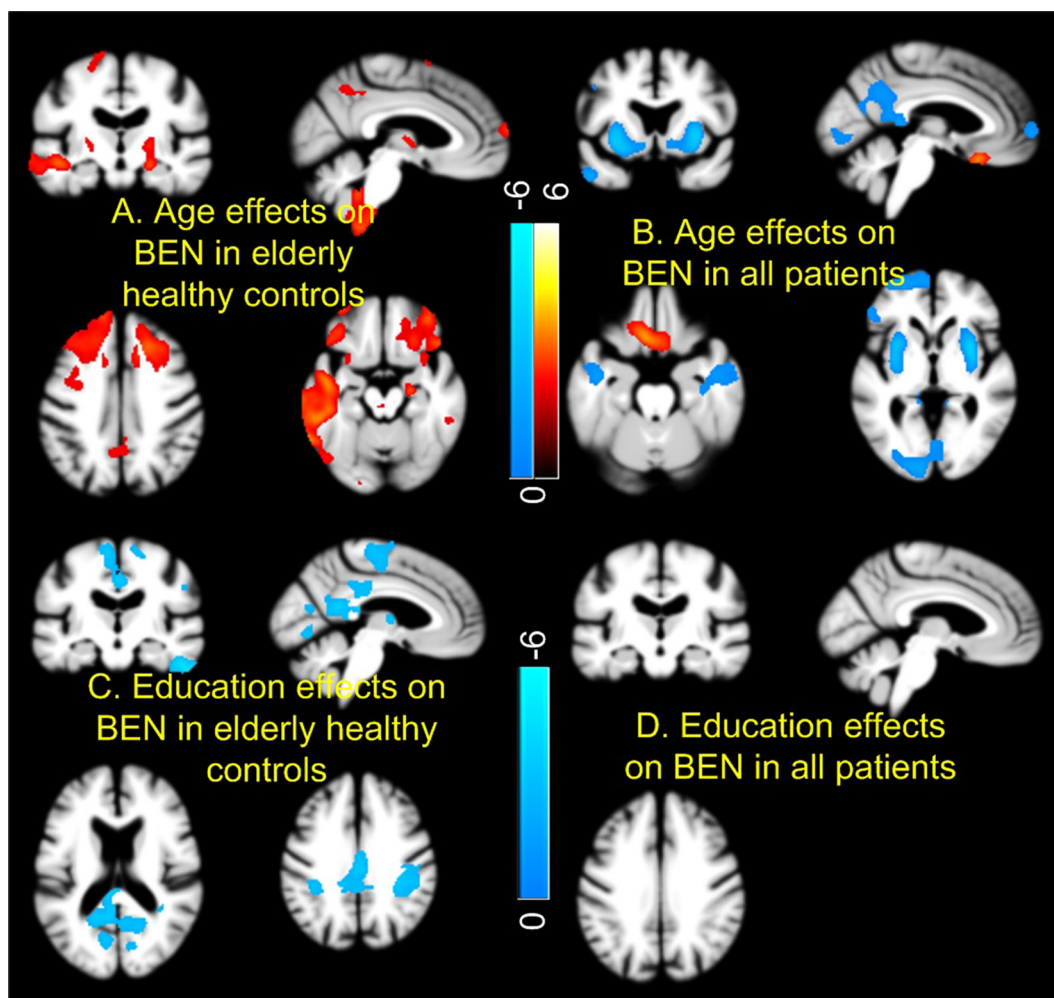 A. Age effects on
BEN in elderly
healthy controls
-6 6
0
B. Age effects on
BEN in all patients
C. Education effects on
BEN in elderly healthy
controls
-6
0
D. Education effects
on BEN in all patients